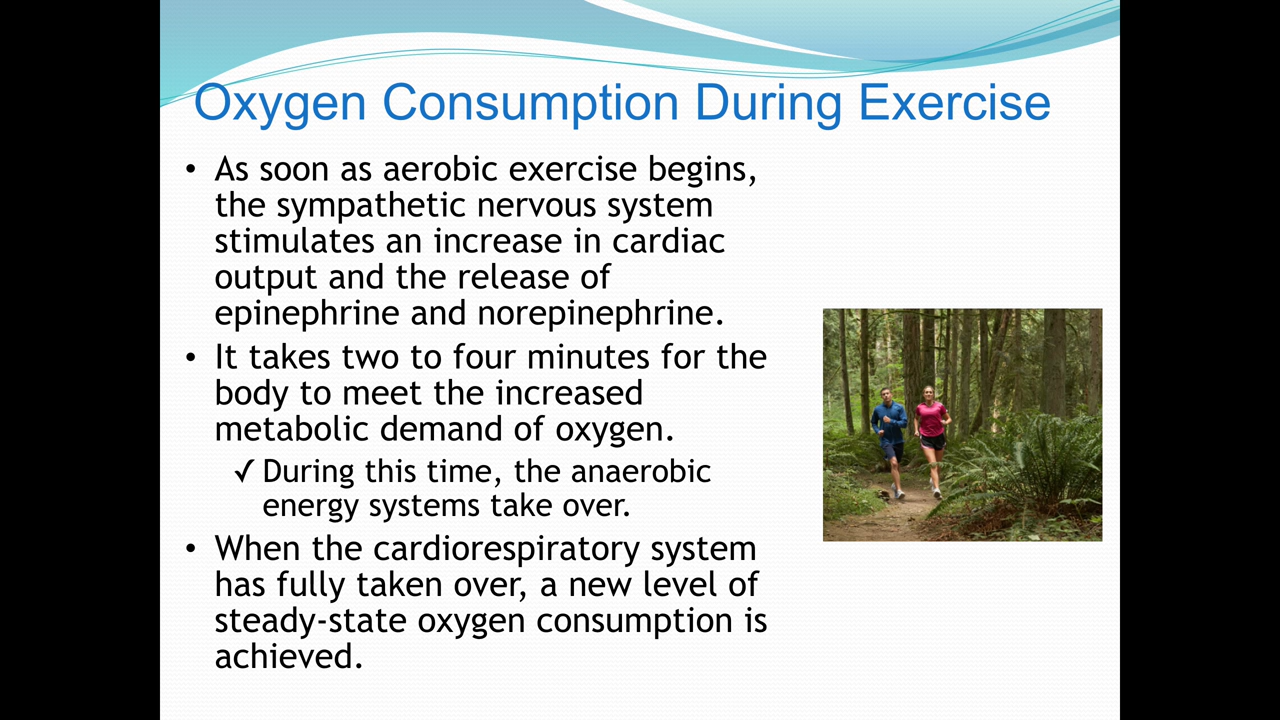 Oxygen Consumption During Exercise
• As soon as aerobic exercise begins,
the sympathetic nervous system
stimulates an increase in cardiac
output and the release of
epinephrine and norepinephrine.
• It takes two to four minutes for the
body to meet the increased
metabolic demand of oxygen.
✓ During this time, the anaerobic
energy systems take over.
• When the cardiorespiratory system
has fully taken over, a new level of
steady-state oxygen consumption is
achieved.